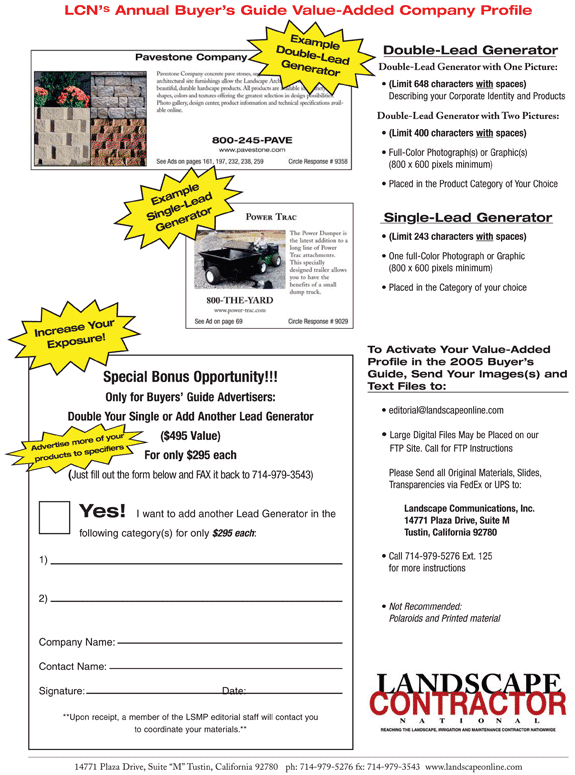 LCN's Annual Buyer's Guide Value-Added Company Profile
Pavestone Company
Example
Double-Lead
Generator
Pavestone Company concrete pave stones,
architectural site furnishings allow the Landscape
beautiful, durable hardscape products. All products are available in
shapes, colors and textures offering the greatest selection in design possibilities.
Photo gallery, design center, product information and technical specifications avail-
able online.
800-245-PAVE
www.pavestone.com
See Ads on pages 161, 197, 232, 238, 259 Circle Response # 9358
Example
Single-Lead
Generator
POWER TRAC
The Power Dumper is
the latest addition to a
long line of Power
Trac attachments.
This specially
designed trailer allows
you to have the
benefits of a small
dump truck.
800-THE-YARD
www.power-trac.com
See Ad on page 69 Circle Response # 9029
Double-Lead Generator
Double-Lead Generator with One Picture:
• (Limit 648 characters with spaces)
Describing your Corporate Identity and Products
Double-Lead Generator with Two Pictures:
• (Limit 400 characters with spaces)
• Full-Color Photograph(s) or Graphic(s)
(800 x 600 pixels minimum)
• Placed in the Product Category of Your Choice
Single-Lead Generator
• (Limit 243 characters with spaces)
• One full-Color Photograph or Graphic
(800 x 600 pixels minimum)
• Placed in the Category of your choice
Increase Your
Exposure!
Special Bonus Opportunity!!!
Only for Buyers' Guide Advertisers:
Double Your Single or Add Another Lead Generator
($495 Value)
For only $295 each
Advertise more of your
products to specifiers
(Just fill out the form below and FAX it back to 714-979-3543)
Yes! I want to add another Lead Generator in the
following category(s) for only $295 each:
1)
2)
Company Name:
Contact Name:
Signature: Date:
**Upon receipt, a member of the LSMP editorial staff will contact you
to coordinate your materials.**
To Activate Your Value-Added
Profile in the 2005 Buyer's
Guide, Send Your Images(s) and
Text Files to:
• editorial@landscapeonline.com
• Large Digital Files May be Placed on our
FTP Site. Call for FTP Instructions
Please Send all Original Materials, Slides,
Transparencies via FedEx or UPS to:
Landscape Communications, Inc.
14771 Plaza Drive, Suite M
Tustin, California 92780
• Call 714-979-5276 Ext. 125
for more instructions
• Not Recommended:
Polaroids and Printed material
LANDSCAPE
CONTRACTOR
NATIONAL
REACHING THE LANDSCAPE, IRRIGATION AND MAINTENANCE CONTRACTOR NATIONWIDE
14771 Plaza Drive, Suite "M" Tustin, California 92780 ph: 714-979-5276 fx: 714-979-3543 www.landscapeonline.com